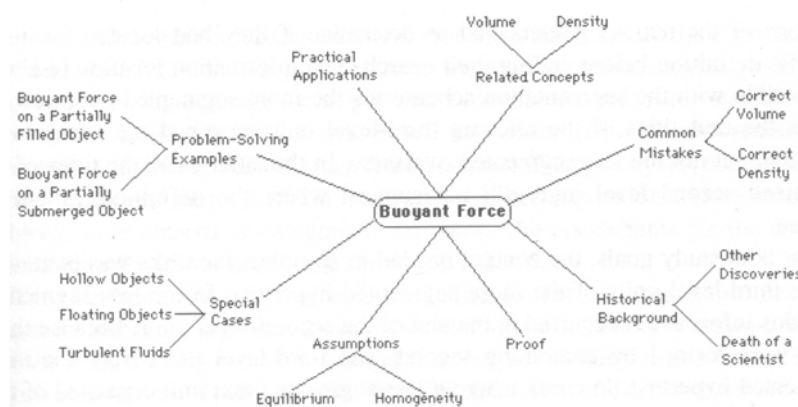 Volume
Density
Practical
Applications
Related Concepts
Buoyant Force
on a Partially
Filled Object
Problem-Solving
Examples
Buoyant Force
on a Partially
Submerged Object
Common
Mistakes
Correct
Volume
Correct
Density
Buoyant Force
Hollow Objects
Floating Objects
Turbulent Fluids
Special
Cases
Assumptions
Equilibrium
Homogeneity
Proof
Historical
Background
Other
Discoveries
Death of a
Scientist